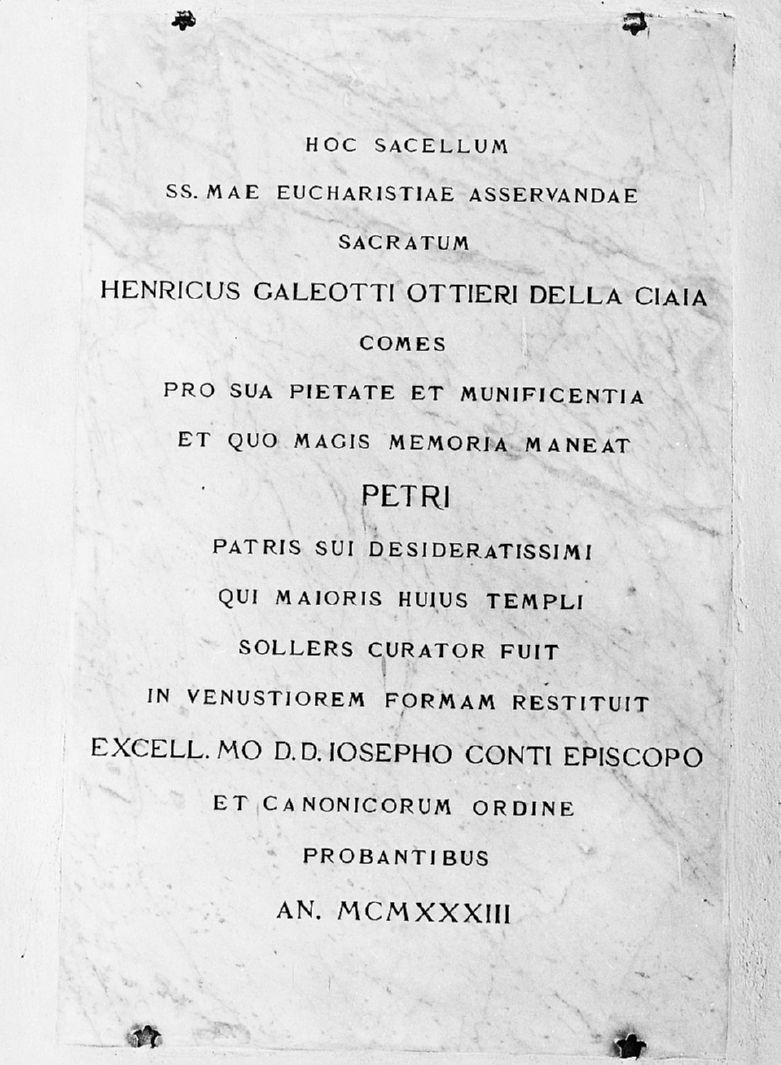 HOC SACELLUM
SS. MAE EUCHARISTIAE ASSERVANDAE
SACRATUM
HENRICUS GALEOTTI OTTIERI DELLA CIAIA
COMES
PRO SUA PIETATE ET MUNIFICENTIA
ET QUO MAGIS MEMORIA MANEAT
PETRI
PATRIS SUI DESIDERATISSIMI
QUI MAIORIS HUIUS TEMPLI
SOLLERS CURATOR FUIT
IN VENUSTIOREM FORMAM RESTITUIT
EXCELL. MO D.D. IOSEPHO CONTI EPISCOPO
ET CANONICORUM ORDINE
PROBANTIBUS
AN. MCMXXXIII